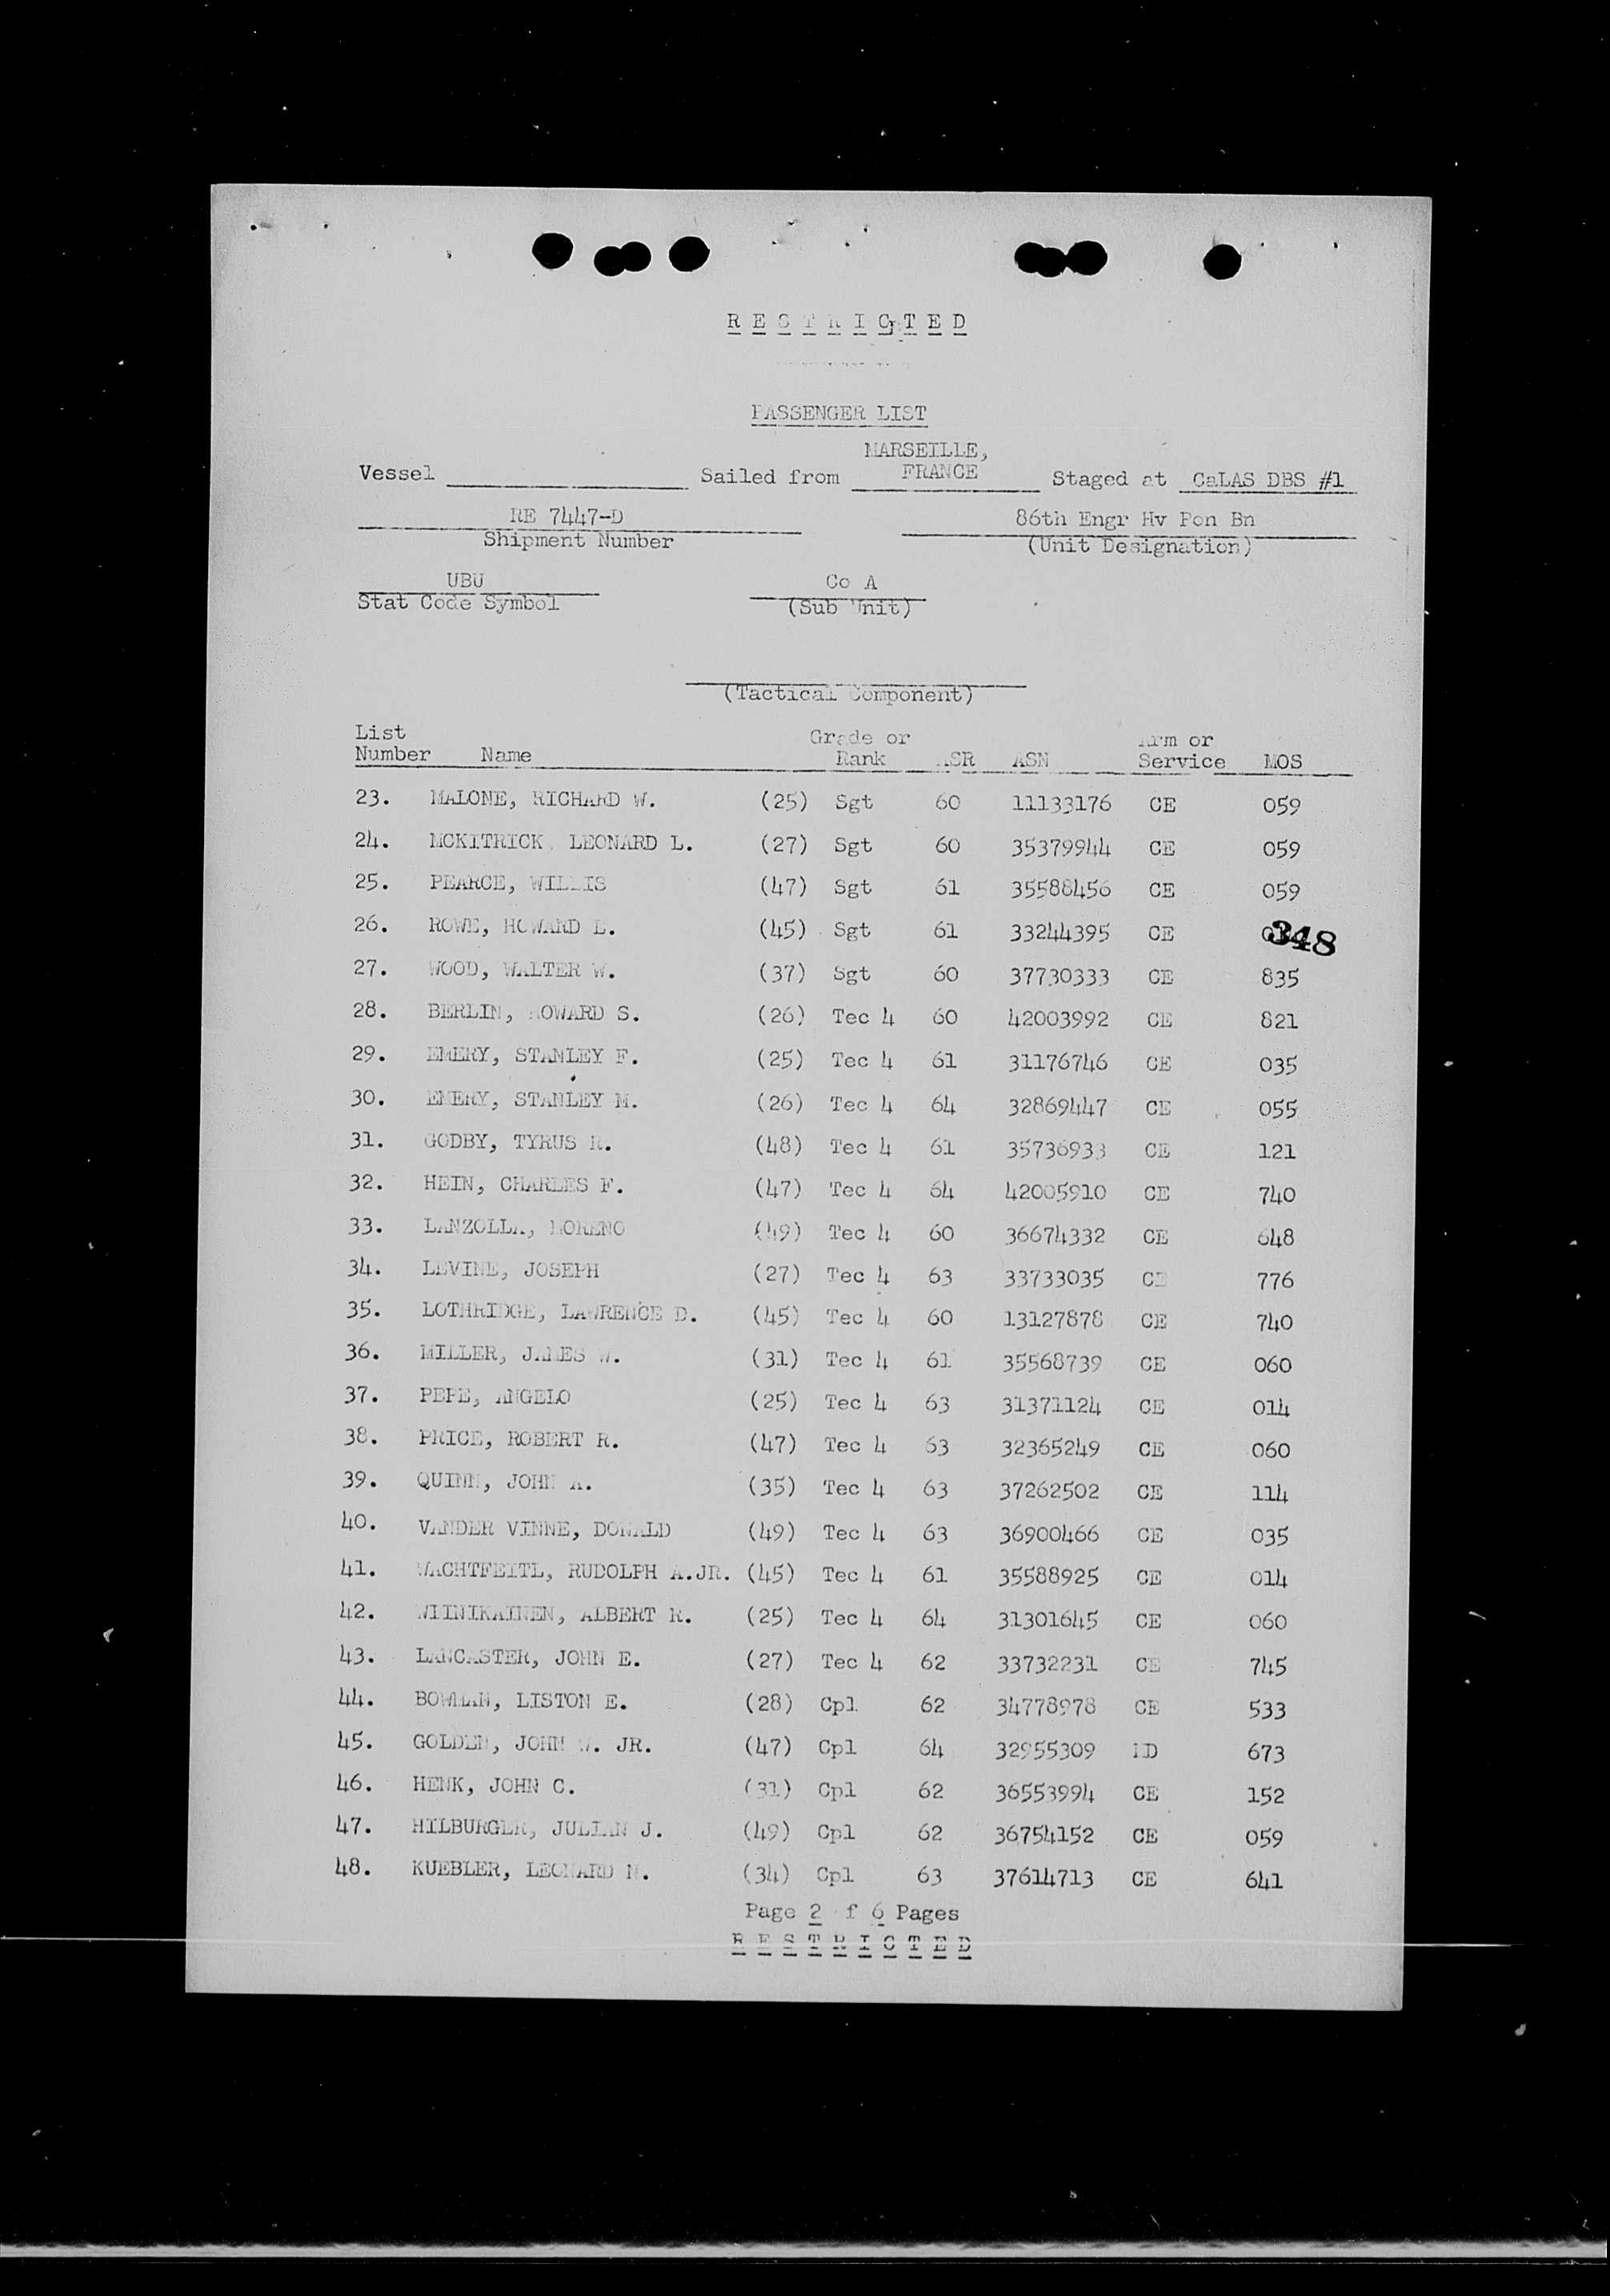 RESTRICTED
PASSENGER LIST
MARSEILLE,
Vessel Sailed from FRANCE Staged at CaLAS DBS #1
RE 7447-D 86th Engr Hv Pon Bn
Shipment Number (Unit Designation)
UBU Co A
Stat Code Symbol (Sub Unit)
(Tactical Component)
List Grade or Arm or
Number Name Rank ASR ASN Service MOS
23. MALONE, RICHARD W. (25) Sgt 60 11133176 CE 059
24. MCKITRICK, LEONARD L. (27) Sgt 60 35379944 CE 059
25. PEARCE, WILLIS (47) Sgt 61 35588456 CE 059
26. ROWE, HOWARD (45) Sgt 61 33244395 CE 348
27. WOOD, WALTER W. (37) Sgt 60 37730333 CE 835
28. BERLIN, HOWARD S. (26) Tec 4 60 42003992 CE 821
29. EMERY, STANLEY F. (25) Tec 4 61 31176746 CE 035
30. EMERY, STANLEY M. (26) Tec 4 64 32869447 CE 055
31. GODBY, TYRUS R. (48) Tec 4 61 35736933 CE 121
32. HEIN, CHARLES F. (47) Tec 4 64 42005910 CE 740
33. LANZOLLA, MORENO (49) Tec 4 60 36674332 CE 648
34. LEVINE, JOSEPH (27) Tec 4 63 33733035 CE 776
35. LOTHRIDGE, LAWRENCE D. (45) Tec 4 60 13127878 CE 740
36. MILLER, JAMES W. (31) Tec 4 61 35568739 CE 060
37. PEPE, ANGELO (25) Tec 4 63 31371124 CE 014
38. PRICE, ROBERT R. (47) Tec 4 63 32365249 CE 060
39. QUINN, JOHN A. (35) Tec 4 63 37262502 CE 114
40. VANDER VINNE, DONALD (49) Tec 4 63 36900466 CE 035
41. WACHTFEITL, RUDOLPH A.JR. (45) Tec 4 61 35588925 CE 014
42. WIINIKAINEN, ALBERT R. (25) Tec 4 64 31301645 CE 060
43. LANCASTER, JOHN E. (27) Tec 4 62 33732231 CE 745
44. BOWMAN, LISTON E. (28) Cpl 62 34778978 CE 533
45. GOLDEN, JOHN W. JR. (47) Cpl 64 32955309 MD 673
46. HENK, JOHN C. (31) Cpl 62 36553994 CE 152
47. HILBURGER, JULIAN J. (49) Cpl 62 36754152 CE 059
48. KUEBLER, LEONARD N. (34) Cpl 63 37614713 CE 641
Page 2 of 6 Pages
RESTRICTED